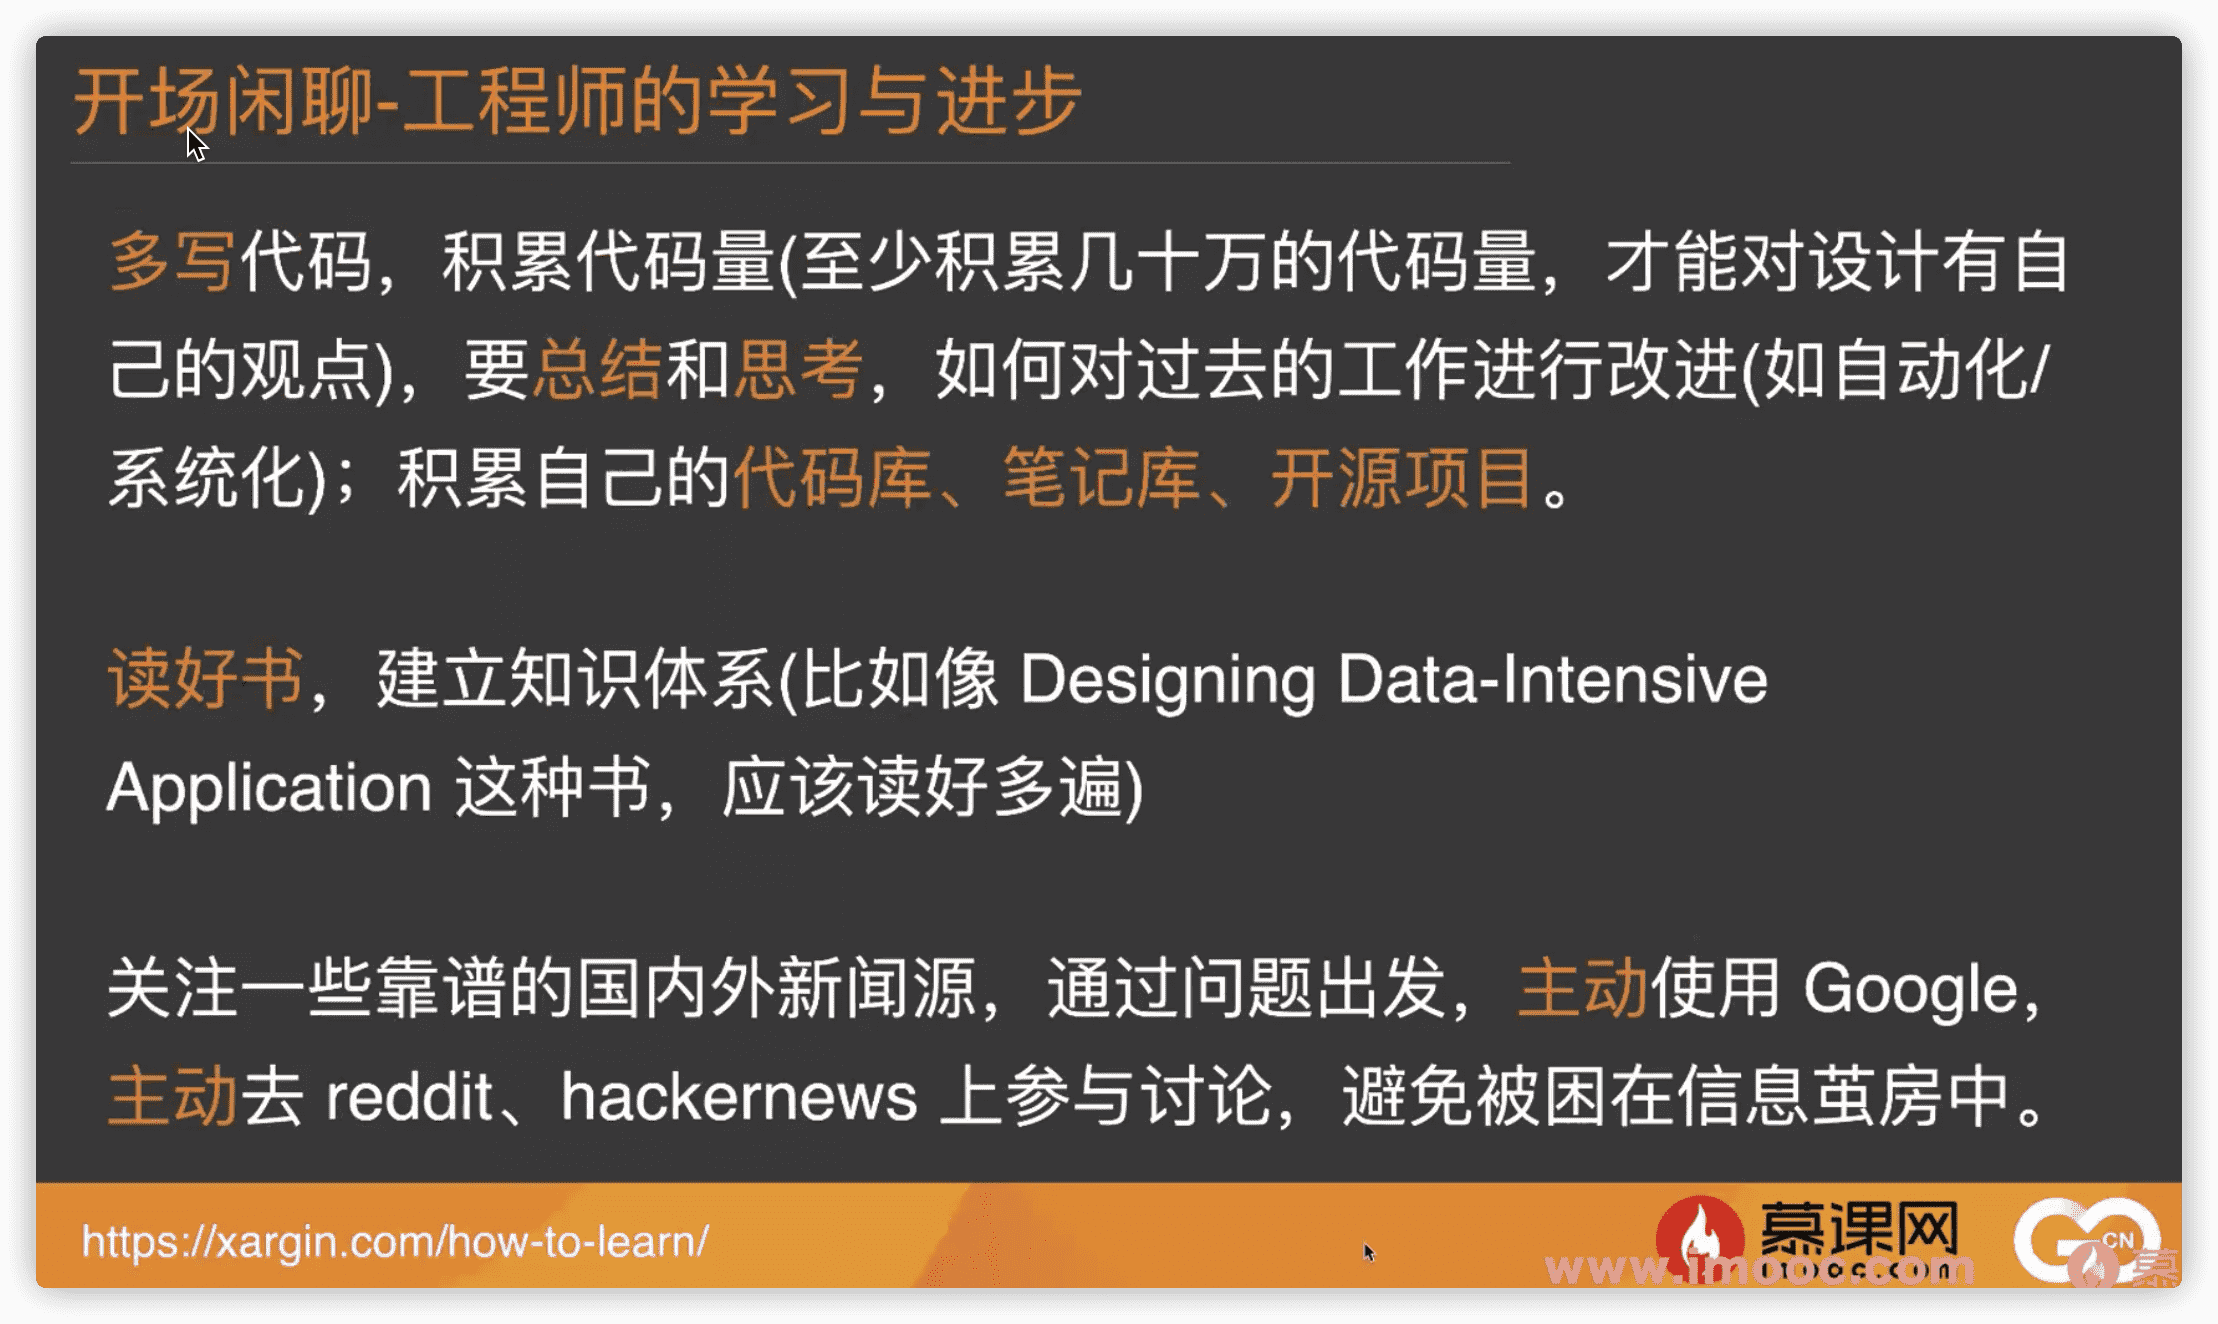 开场闲聊-工程师的学习与进步
多写代码，积累代码量(至少积累几十万的代码量，才能对设计有自
己的观点)，要总结和思考，如何对过去的工作进行改进(如自动化/
系统化)；积累自己的代码库、笔记库、开源项目。
读好书，建立知识体系(比如像 Designing Data-Intensive
Application 这种书，应该读好多遍)
关注一些靠谱的国内外新闻源，通过问题出发，主动使用 Google，
主动去 reddit、hackernews 上参与讨论，避免被困在信息茧房中。
https://xargin.com/how-to-learn/
慕课网
www.imooc.com
CN
慕